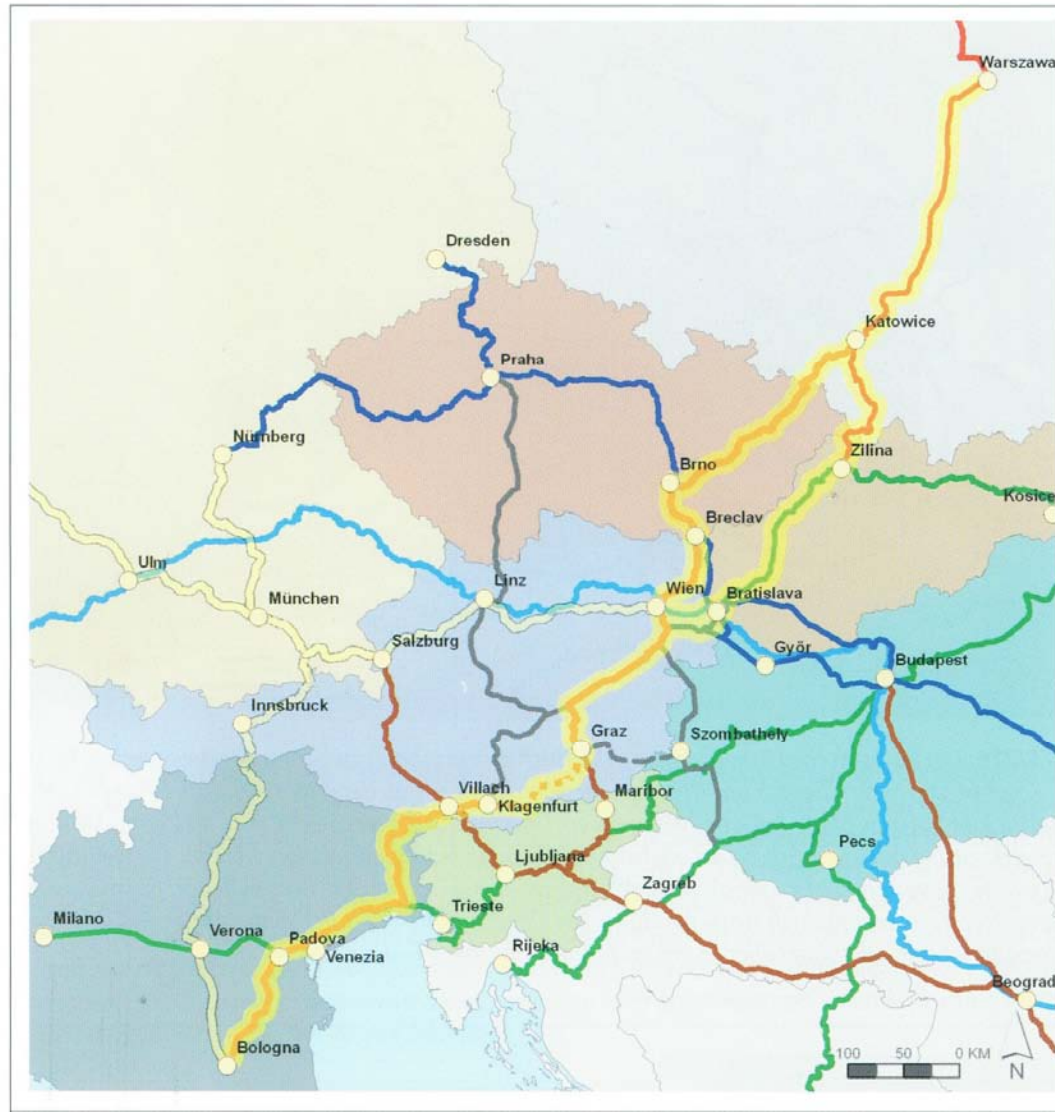 Warszawa
Dresden
Katowice
Praha
Nürnberg
Zilina
Brno
Kosice
Breclav
Ulm
Linz
Wien
Bratislava
München
Salzburg
Györ
Budapest
Innsbruck
Graz
Szombathely
Villach
Klagenfurt
Maribor
Ljubljana
Pecs
Zagreb
Milano
Trieste
Verona
Padova
Venezia
Rijeka
Beograd
Bologna
100 50 0 KM
N